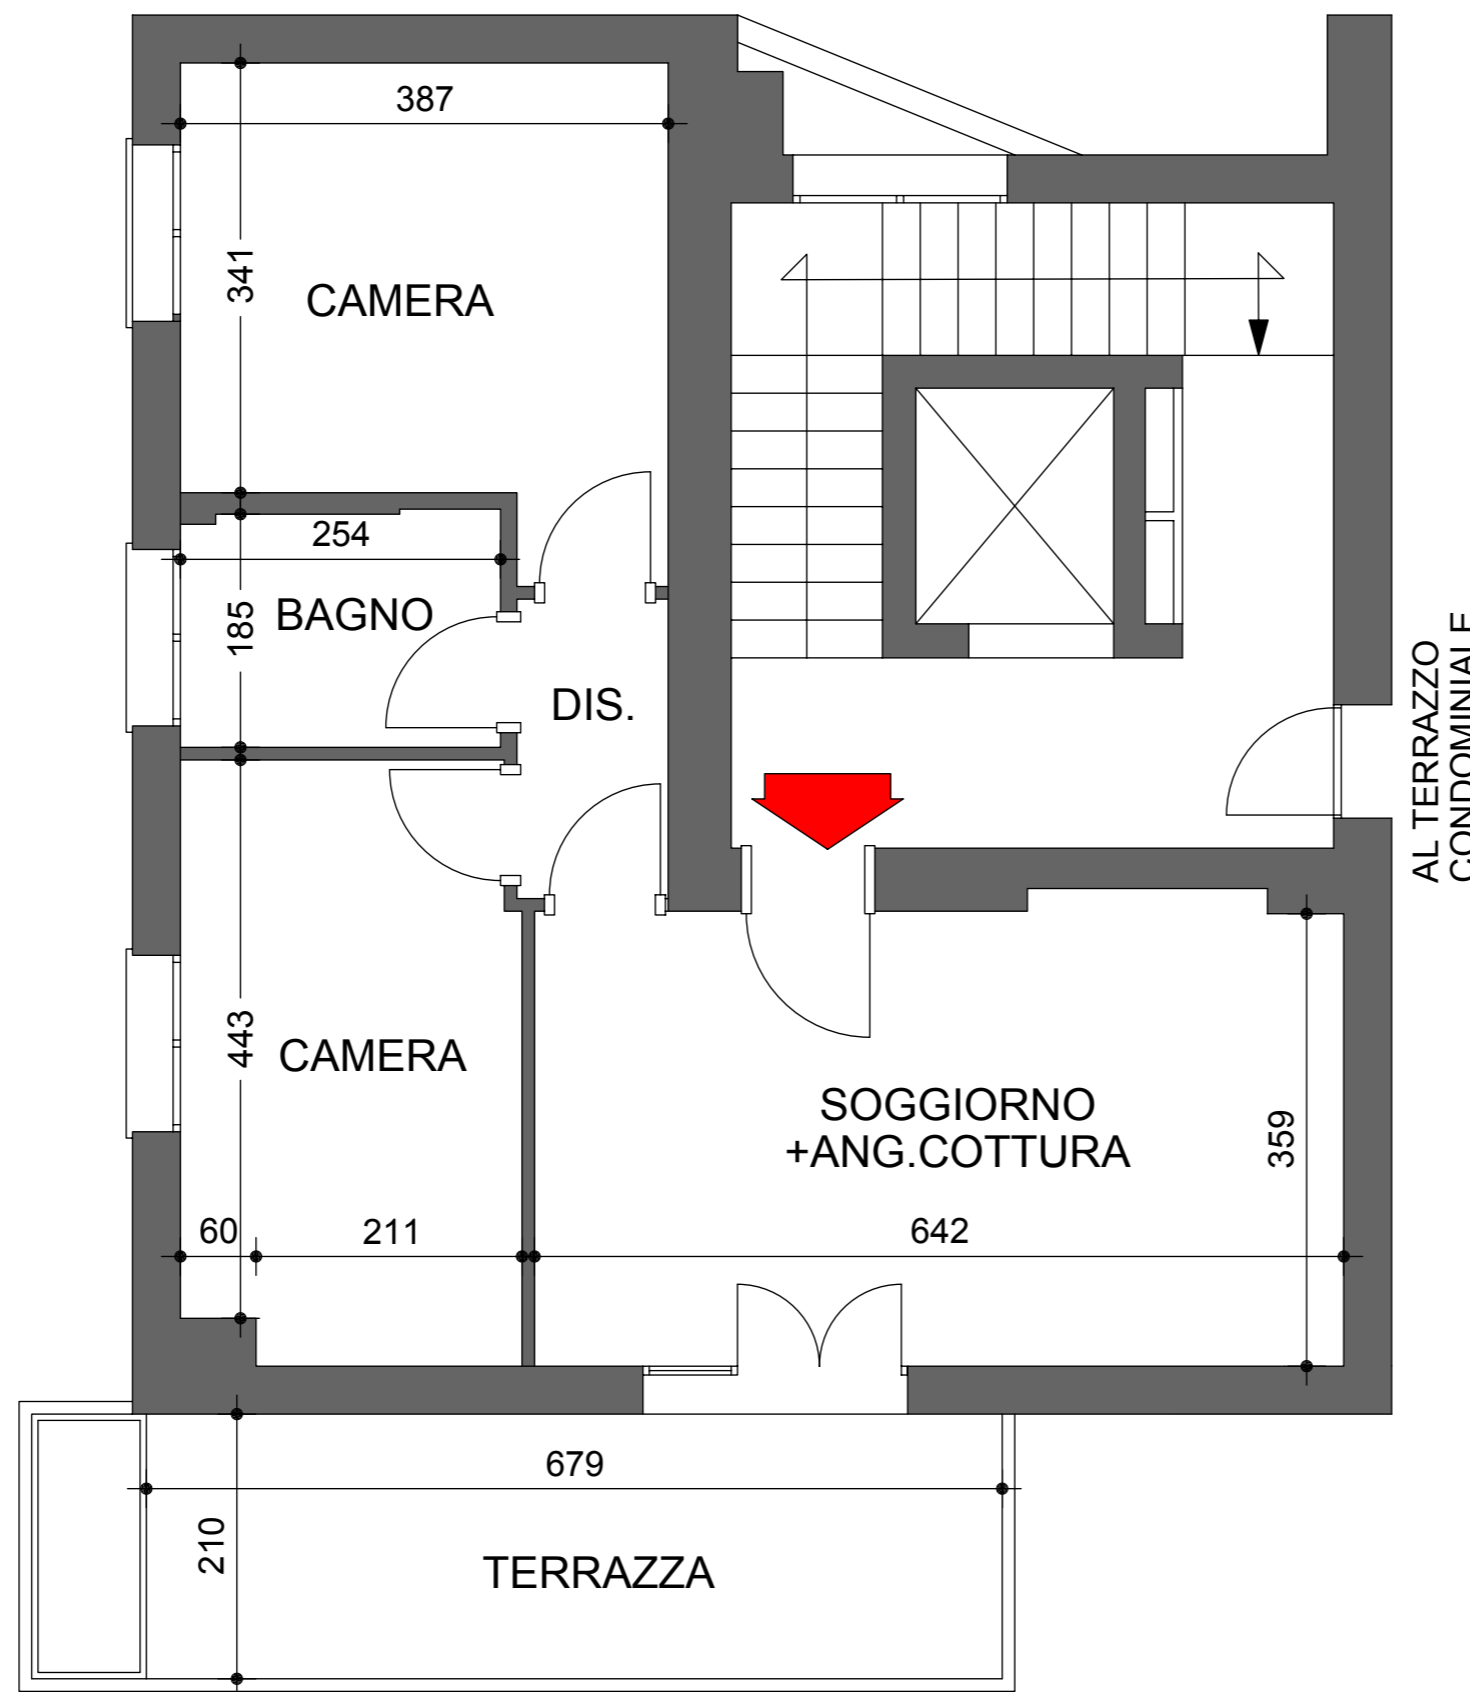 387
341
CAMERA
254
185
BAGNO
DIS.
AL TERRAZZO
CONDOMINIALE
443
CAMERA
SOGGIORNO
+ANG.COTTURA
359
60
211
642
679
210
TERRAZZA